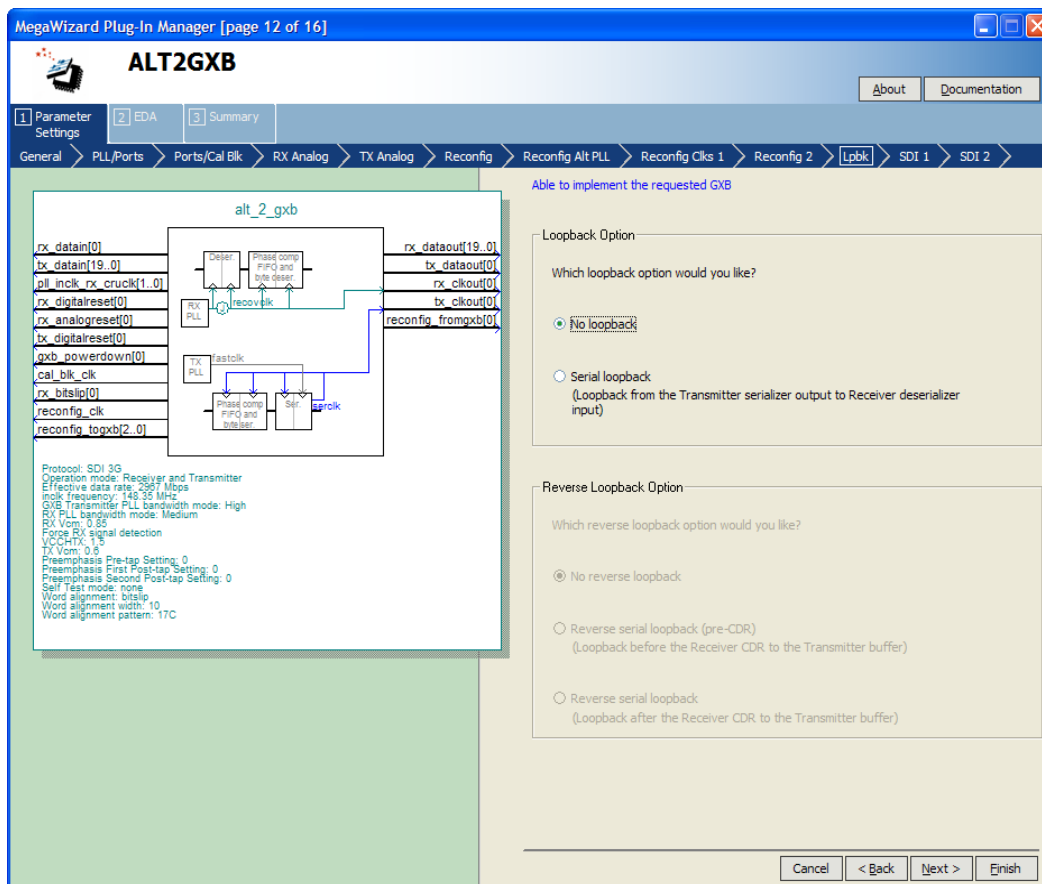 MegaWizard Plug-In Manager [page 12 of 16]
ALT2GXB
About
Documentation
1 Parameter Settings
2 EDA
3 Summary
General
PLL/Ports
Ports/Cal Blk
RX Analog
TX Analog
Reconfig
Reconfig Alt PLL
Reconfig Clks 1
Reconfig 2
Lpbk
SDI 1
SDI 2
alt_2_gxb
rx_datain[0]
tx_datain[19..0]
pll_inclk_rx_cruclk[1..0]
rx_digitalreset[0]
rx_analogreset[0]
tx_digitalreset[0]
gxb_powerdown[0]
cal_blk_clk
rx_bitslip[0]
reconfig_clk
reconfig_togxb[2..0]
Deser.
Phase comp
FIFO and
byte deser.
RX
PLL
recovclk
TX
PLL
fastclk
Phase comp
FIFO and
byte ser.
Ser.
serclk
rx_dataout[19..0]
tx_dataout[0]
rx_clkout[0]
tx_clkout[0]
reconfig_fromgxb[0]
Protocol: SDI 3G
Operation mode: Receiver and Transmitter
Effective data rate: 2967 Mbps
inclk frequency: 148.35 MHz
GXB Transmitter PLL bandwidth mode: High
RX PLL bandwidth mode: Medium
RX Vcm: 0.85
Force RX signal detection
VCCHTX: 1.5
TX Vcm: 0.6
Preemphasis Pre-tap Setting: 0
Preemphasis First Post-tap Setting: 0
Preemphasis Second Post-tap Setting: 0
Self Test mode: none
Word alignment: bitslip
Word alignment width: 10
Word alignment pattern: 17C
Able to implement the requested GXB
Loopback Option
Which loopback option would you like?
No loopback
Serial loopback
(Loopback from the Transmitter serializer output to Receiver deserializer
input)
Reverse Loopback Option
Which reverse loopback option would you like?
No reverse loopback
Reverse serial loopback (pre-CDR)
(Loopback before the Receiver CDR to the Transmitter buffer)
Reverse serial loopback
(Loopback after the Receiver CDR to the Transmitter buffer)
Cancel
< Back
Next >
Finish